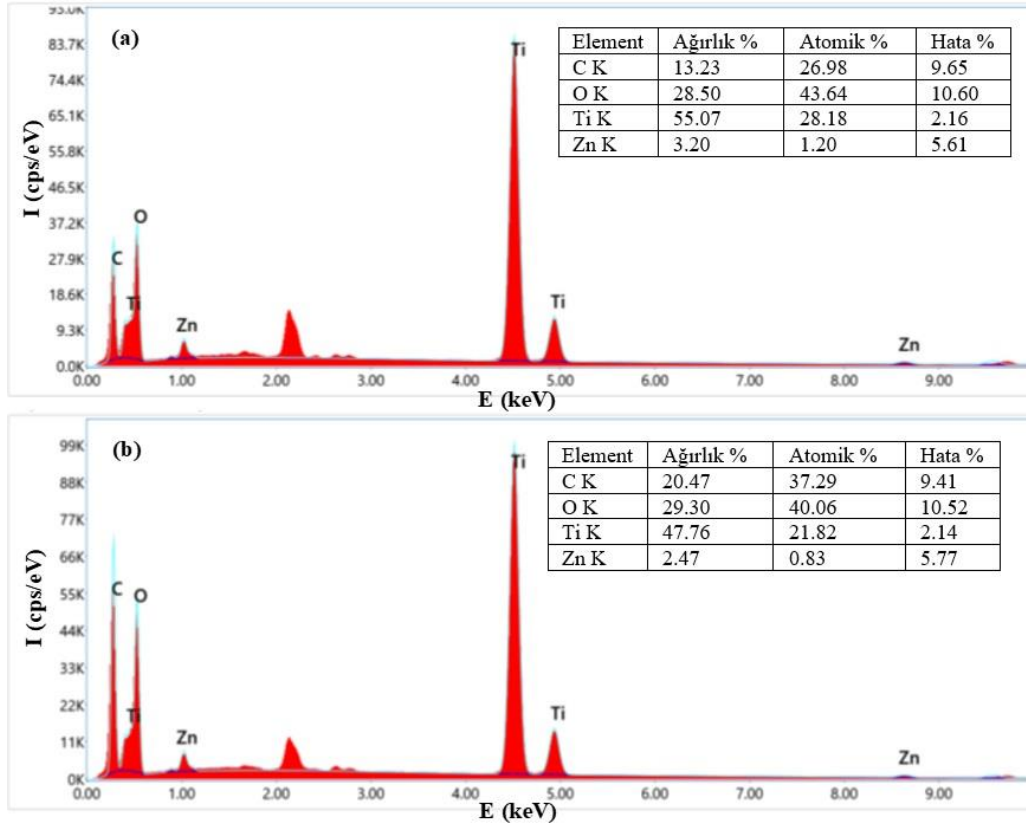 93.0K
(a)
83.7K
74.4K
65.1K
55.8K
46.5K
37.2K
27.9K
18.6K
9.3K
0.0K
I (cps/eV)
C
Ti
O
Zn
Ti
Ti
Zn
Element Ağırlık % Atomik % Hata %
C K 13.23 26.98 9.65
O K 28.50 43.64 10.60
Ti K 55.07 28.18 2.16
Zn K 3.20 1.20 5.61
0.00 1.00 2.00 3.00 4.00 5.00 6.00 7.00 8.00 9.00
E (keV)
(b)
99K
88K
77K
66K
55K
44K
33K
22K
11K
0K
I (cps/eV)
C
Ti
O
Zn
Ti
Ti
Zn
Element Ağırlık % Atomik % Hata %
C K 20.47 37.29 9.41
O K 29.30 40.06 10.52
Ti K 47.76 21.82 2.14
Zn K 2.47 0.83 5.77
0.00 1.00 2.00 3.00 4.00 5.00 6.00 7.00 8.00 9.00
E (keV)